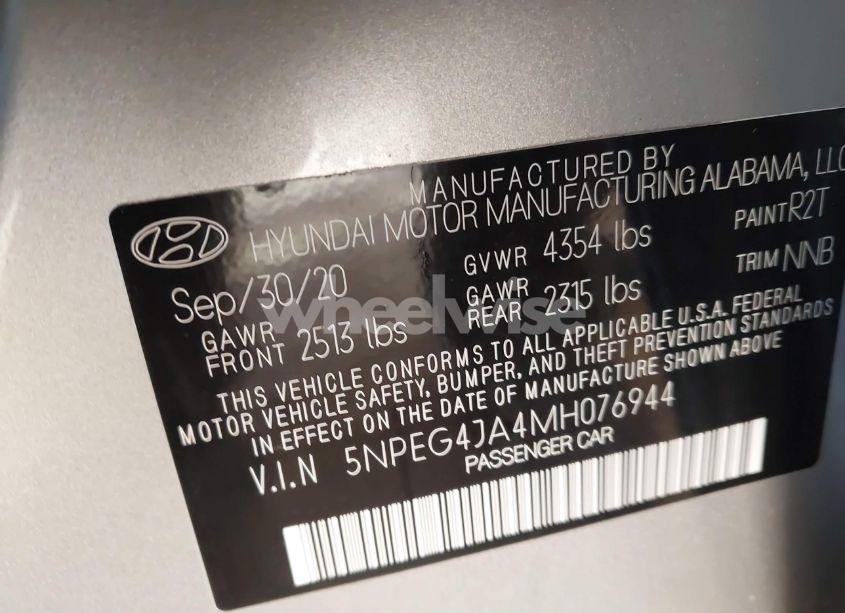 MANUFACTURED BY
HYUNDAI MOTOR MANUFACTURING ALABAMA, LLC
Sep/30/20 GVWR 4354 lbs PAINT R2T
GAWR FRONT 2513 lbs GAWR REAR 2315 lbs TRIM NNB
wheelwise
THIS VEHICLE CONFORMS TO ALL APPLICABLE U.S.A. FEDERAL
MOTOR VEHICLE SAFETY, BUMPER, AND THEFT PREVENTION STANDARDS
IN EFFECT ON THE DATE OF MANUFACTURE SHOWN ABOVE
V.I.N 5NPEG4JA4MH076944
PASSENGER CAR